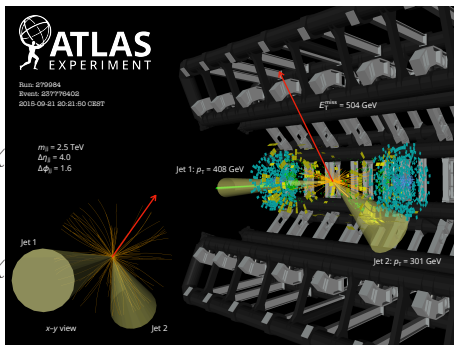 ATLAS
EXPERIMENT
Run: 279984
Event: 237776402
2015-09-21 20:21:50 CEST
m_jj = 2.5 TeV
Δη_jj = 4.0
Δϕ_jj = 1.6
E_T^miss = 504 GeV
Jet 1: p_T = 408 GeV
Jet 2: p_T = 301 GeV
Jet 1
Jet 2
x–y view